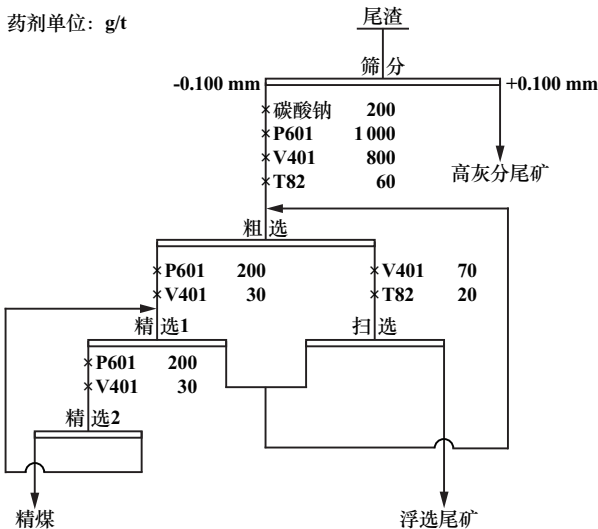 药剂单位：g/t
尾渣
筛分
-0.100 mm
+0.100 mm
碳酸钠 200
P601 1 000
V401 800
T82 60
高灰分尾矿
粗选
P601 200
V401 30
V401 70
T82 20
精选1
扫选
P601 200
V401 30
精选2
精煤
浮选尾矿